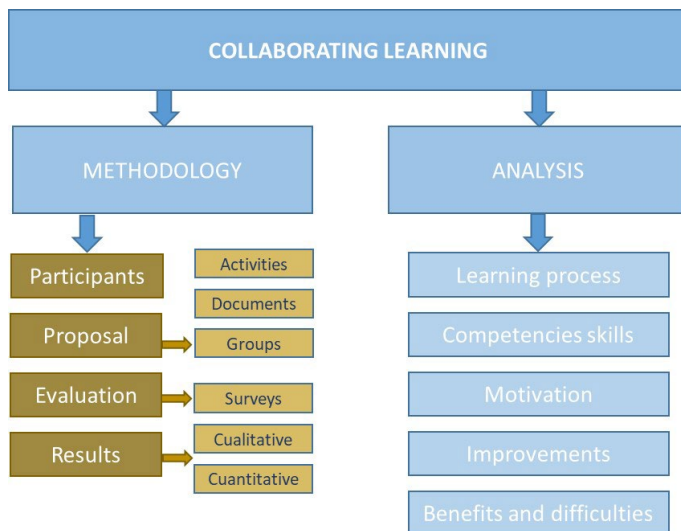 COLLABORATING LEARNING
METHODOLOGY
Participants
Proposal
Evaluation
Results
Activities
Documents
Groups
Surveys
Cualitative
Cuantitative
ANALYSIS
Learning process
Competencies skills
Motivation
Improvements
Benefits and difficulties